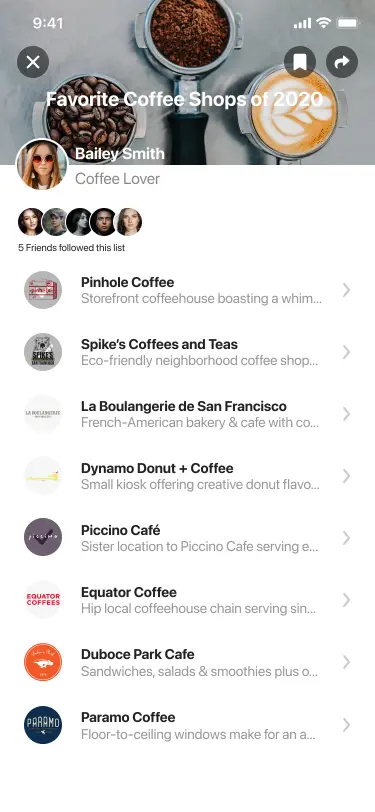 9:41
Favorite Coffee Shops of 2020
Bailey Smith
Coffee Lover
5 Friends followed this list
Pinhole Coffee
Storefront coffeehouse boasting a whim...
Spike's Coffees and Teas
Eco-friendly neighborhood coffee shop...
SPIKE'S
La Boulangerie de San Francisco
French-American bakery & cafe with co...
LA BOULANGERIE
Dynamo Donut + Coffee
Small kiosk offering creative donut flavo...
Piccino Café
Sister location to Piccino Cafe serving e...
piccino
Equator Coffee
Hip local coffeehouse chain serving sin...
EQUATOR
COFFEES
Duboce Park Cafe
Sandwiches, salads & smoothies plus o...
Paramo Coffee
Floor-to-ceiling windows make for an a...
PARAMO